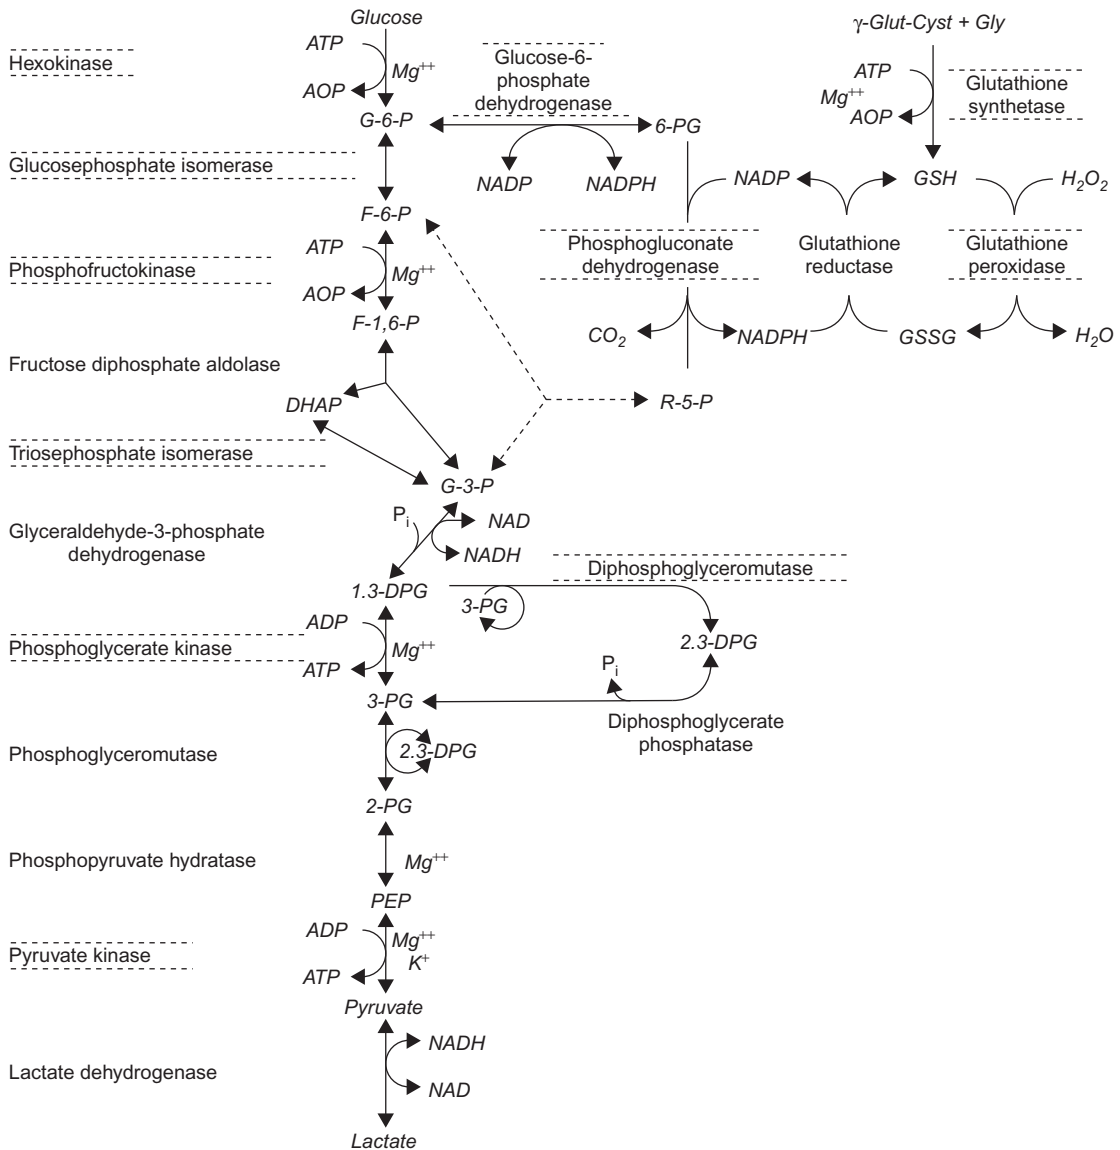 Glucose
ATP
Hexokinase
Mg++
AOP
G-6-P
Glucose-6-
phosphate
dehydrogenase
6-PG
NADP
NADPH
γ-Glut-Cyst + Gly
ATP
Mg++
AOP
Glutathione
synthetase
Glucosephosphate isomerase
NADP
GSH
H2O2
F-6-P
ATP
Phosphofructokinase
Mg++
AOP
F-1,6-P
Phosphogluconate
dehydrogenase
Glutathione
reductase
Glutathione
peroxidase
CO2
NADPH
GSSG
H2O
Fructose diphosphate aldolase
DHAP
R-5-P
Triosephosphate isomerase
G-3-P
Pi
NAD
Glyceraldehyde-3-phosphate
dehydrogenase
NADH
1.3-DPG
Diphosphoglyceromutase
3-PG
ADP
Phosphoglycerate kinase
Mg++
ATP
2.3-DPG
Pi
3-PG
Diphosphoglycerate
phosphatase
Phosphoglyceromutase
2.3-DPG
2-PG
Phosphopyruvate hydratase
Mg++
PEP
ADP
Pyruvate kinase
Mg++
K+
ATP
Pyruvate
NADH
Lactate dehydrogenase
NAD
Lactate